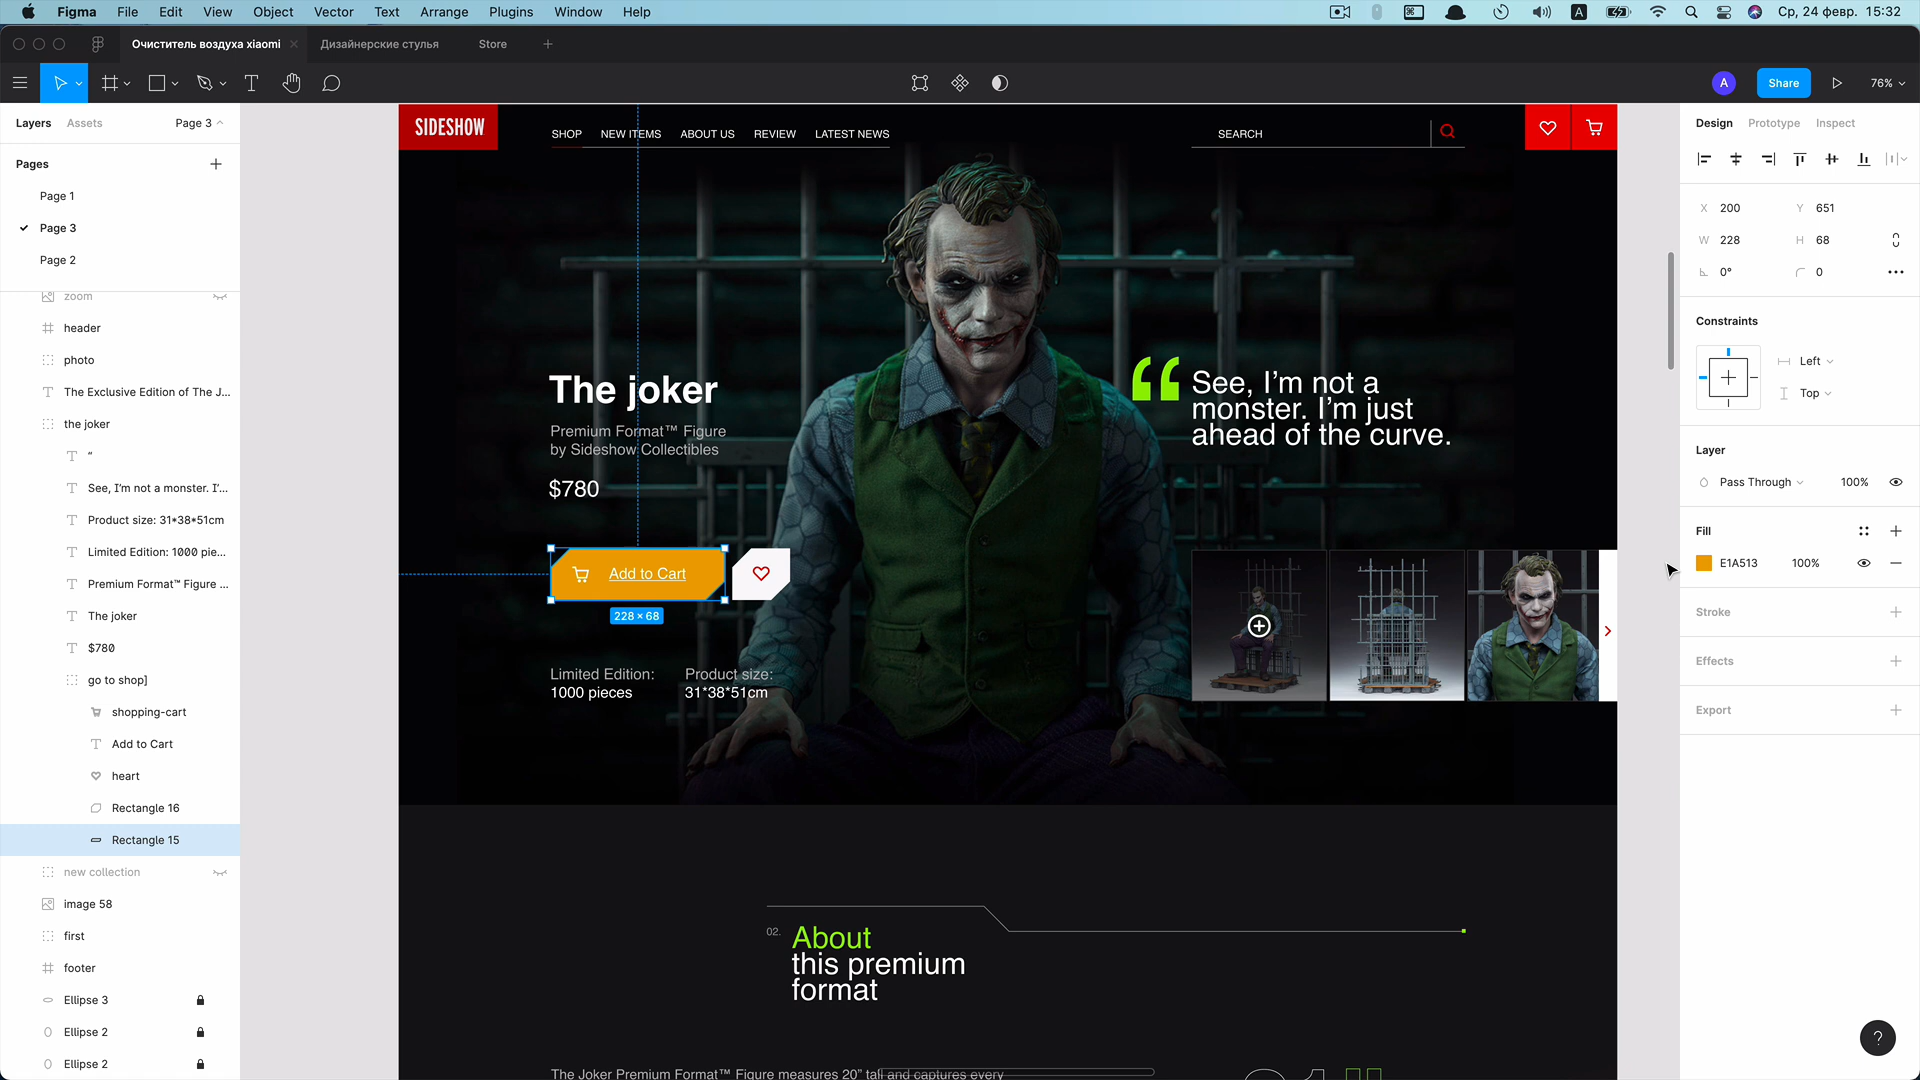 Figma File Edit View Object Vector Text Arrange Plugins Window Help
A
Ср, 24 февр. 15:32
Очиститель воздуха xiaomi
Дизайнерские стулья
Store
A
Share
76%
Layers
Assets
Page 3
Pages
Page 1
Page 3
Page 2
zoom
header
photo
The Exclusive Edition of The J...
the joker
“
See, I’m not a monster. I’...
Product size: 31*38*51cm
Limited Edition: 1000 pie...
Premium Format™ Figure ...
The joker
$780
go to shop]
shopping-cart
Add to Cart
heart
Rectangle 16
Rectangle 15
new collection
image 58
first
footer
Ellipse 3
Ellipse 2
Ellipse 2
SIDESHOW
SHOP NEW ITEMS ABOUT US REVIEW LATEST NEWS
SEARCH
The joker
Premium Format™ Figure
by Sideshow Collectibles
$780
Add to Cart
228 × 68
Limited Edition:
1000 pieces
Product size:
31*38*51cm
“
See, I’m not a
monster. I’m just
ahead of the curve.
02.
About
this premium
format
The Joker Premium Format™ Figure measures 20” tall and captures every
Design
Prototype
Inspect
X 200 Y 651
W 228 H 68
0° 0
Constraints
Left
Top
Layer
Pass Through 100%
Fill
E1A513 100%
Stroke
Effects
Export
?